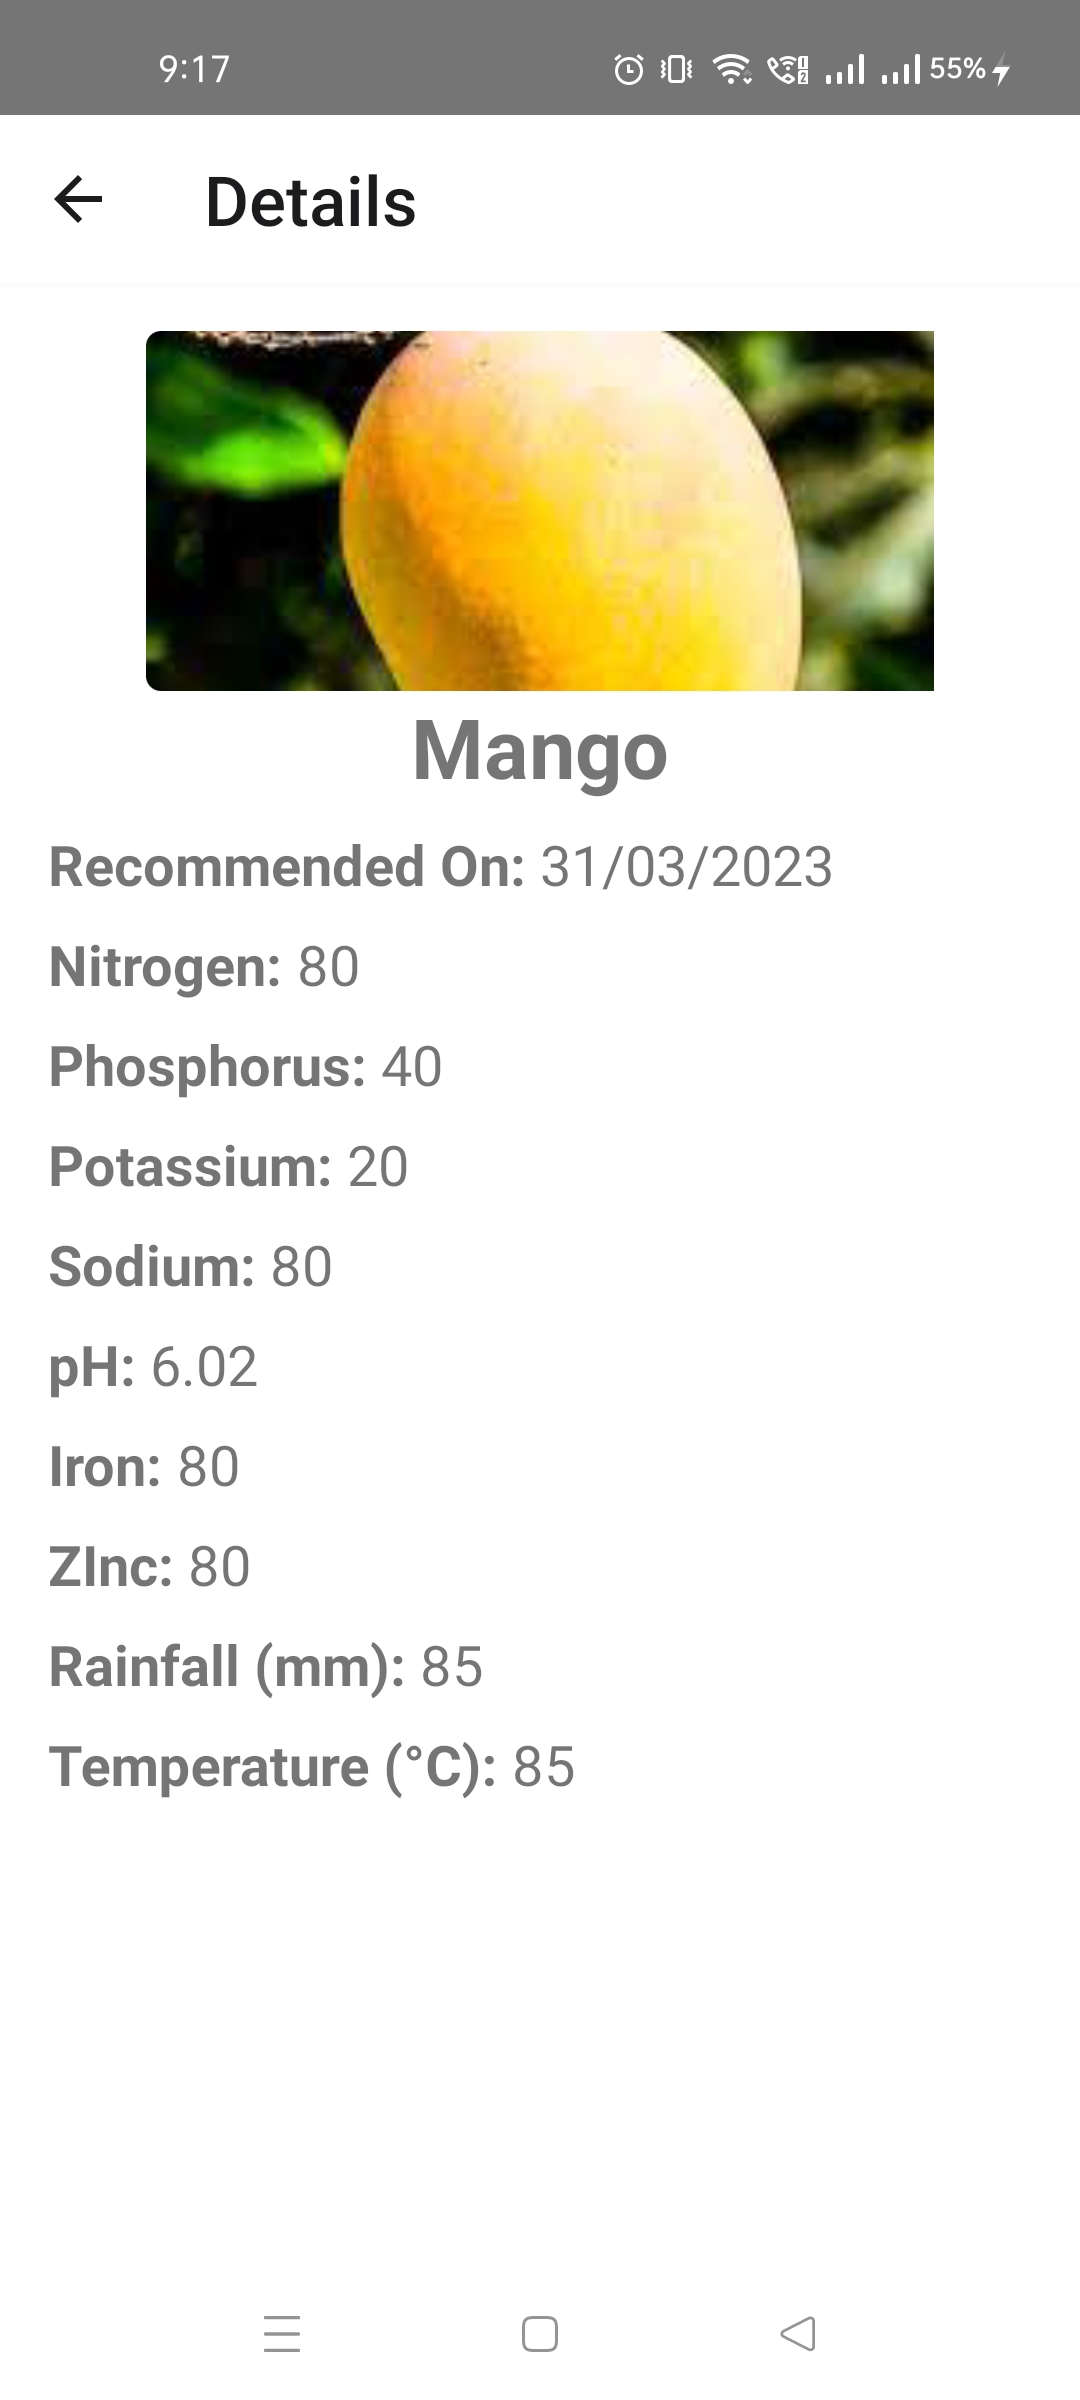 9:17
55%
Details
Mango
Recommended On: 31/03/2023
Nitrogen: 80
Phosphorus: 40
Potassium: 20
Sodium: 80
pH: 6.02
Iron: 80
ZInc: 80
Rainfall (mm): 85
Temperature (°C): 85